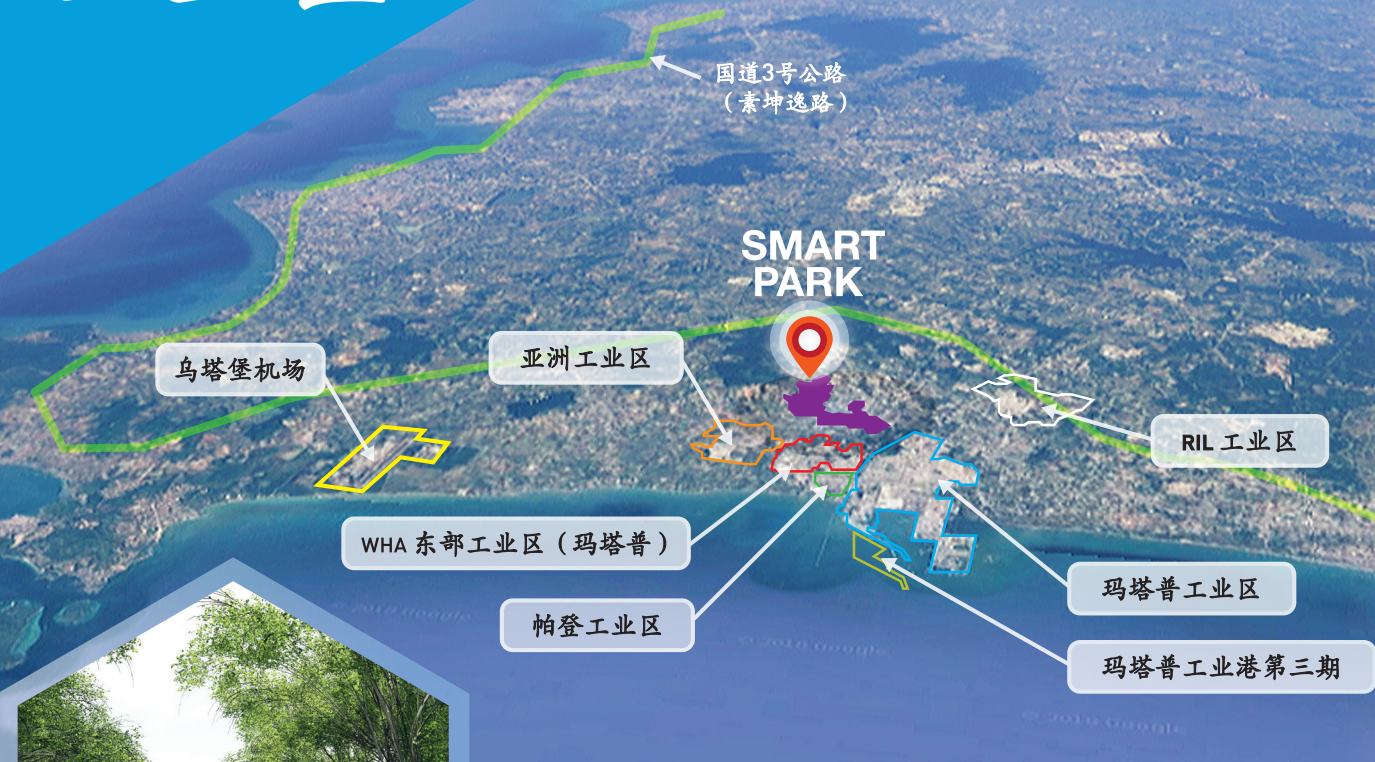 国道3号公路
（素坤逸路）
SMART
PARK
乌塔堡机场
亚洲工业区
RIL 工业区
WHA 东部工业区（玛塔普）
玛塔普工业区
帕登工业区
玛塔普工业港第三期